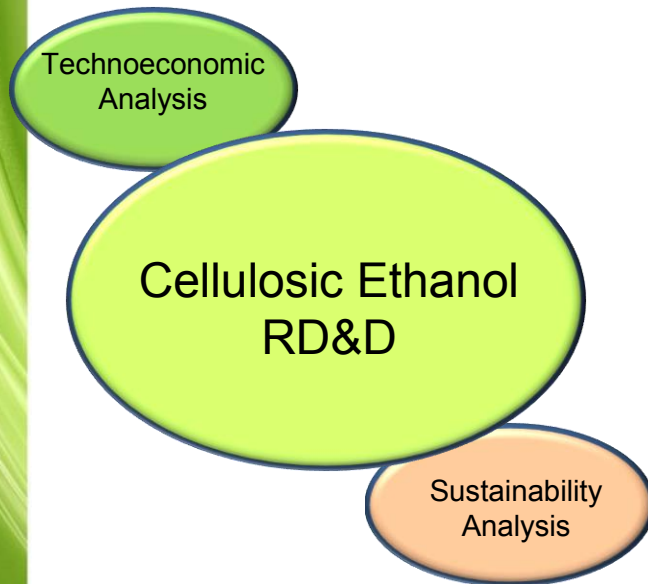 Technoeconomic
Analysis
Cellulosic Ethanol
RD&D
Sustainability
Analysis